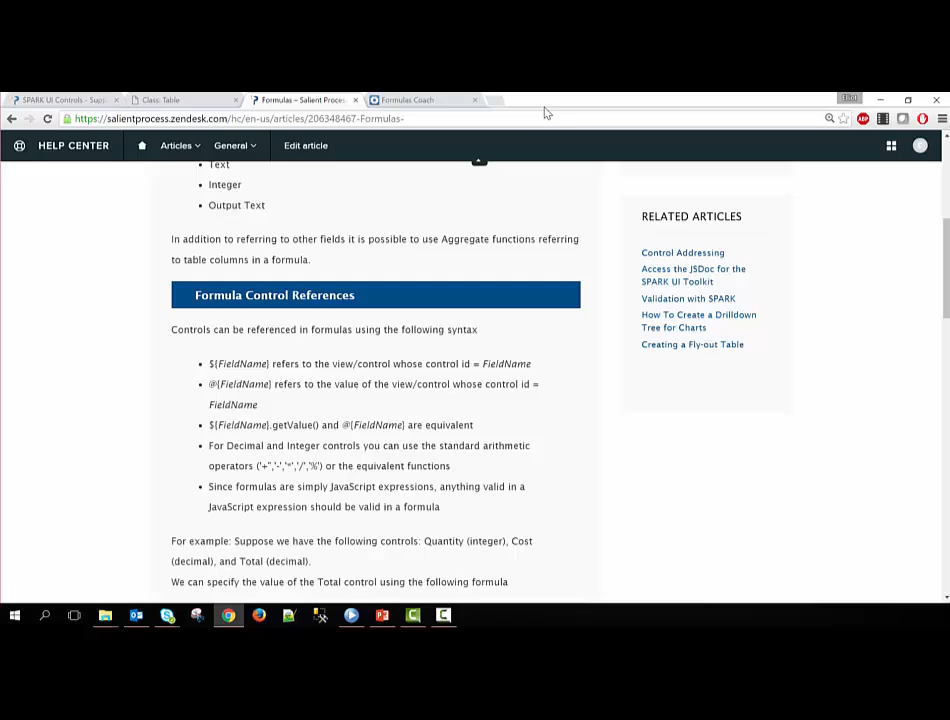 SPARK UI Controls - Supp
Class: Table
Formulas – Salient Proces
Formulas Coach
Eliot
https://salientprocess.zendesk.com/hc/en-us/articles/206348467-Formulas-
ABP
HELP CENTER
Articles
General
Edit article
Text
Integer
Output Text
In addition to referring to other fields it is possible to use Aggregate functions referring
to table columns in a formula.
Formula Control References
Controls can be referenced in formulas using the following syntax
${FieldName} refers to the view/control whose control id = FieldName
@{FieldName} refers to the value of the view/control whose control id =
FieldName
${FieldName}.getValue() and @{FieldName} are equivalent
For Decimal and Integer controls you can use the standard arithmetic
operators ('+','-','*','/','%') or the equivalent functions
Since formulas are simply JavaScript expressions, anything valid in a
JavaScript expression should be valid in a formula
For example: Suppose we have the following controls: Quantity (integer), Cost
(decimal), and Total (decimal).
We can specify the value of the Total control using the following formula
RELATED ARTICLES
Control Addressing
Access the JSDoc for the
SPARK UI Toolkit
Validation with SPARK
How To Create a Drilldown
Tree for Charts
Creating a Fly-out Table